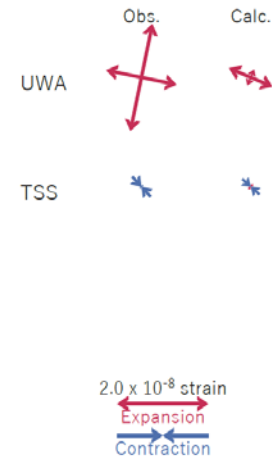 Obs. Calc.
UWA
TSS
2.0 x 10⁻⁸ strain
Expansion
Contraction